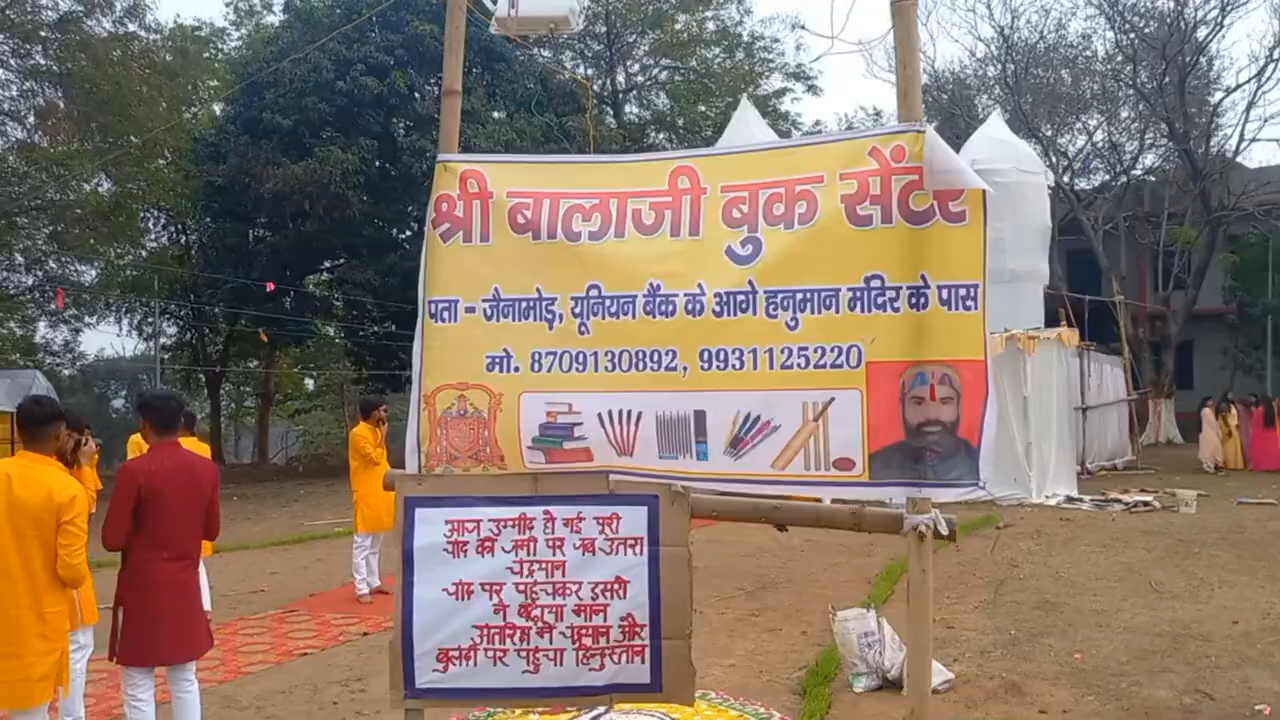 श्री बालाजी बुक सेंटर
पता - जैनामोड़, यूनियन बैंक के आगे हनुमान मंदिर के पास
मो. 8709130892, 9931125220
आज उम्मीद हो गई पूरी
चांद की जमी पर जब उतरा
चंद्रयान
चांद पर पहुंचकर इसरो
ने बढ़ाया मान
अंतरिक्ष में चंद्रयान और
बुलंदी पर पहुंचा हिन्दुस्तान